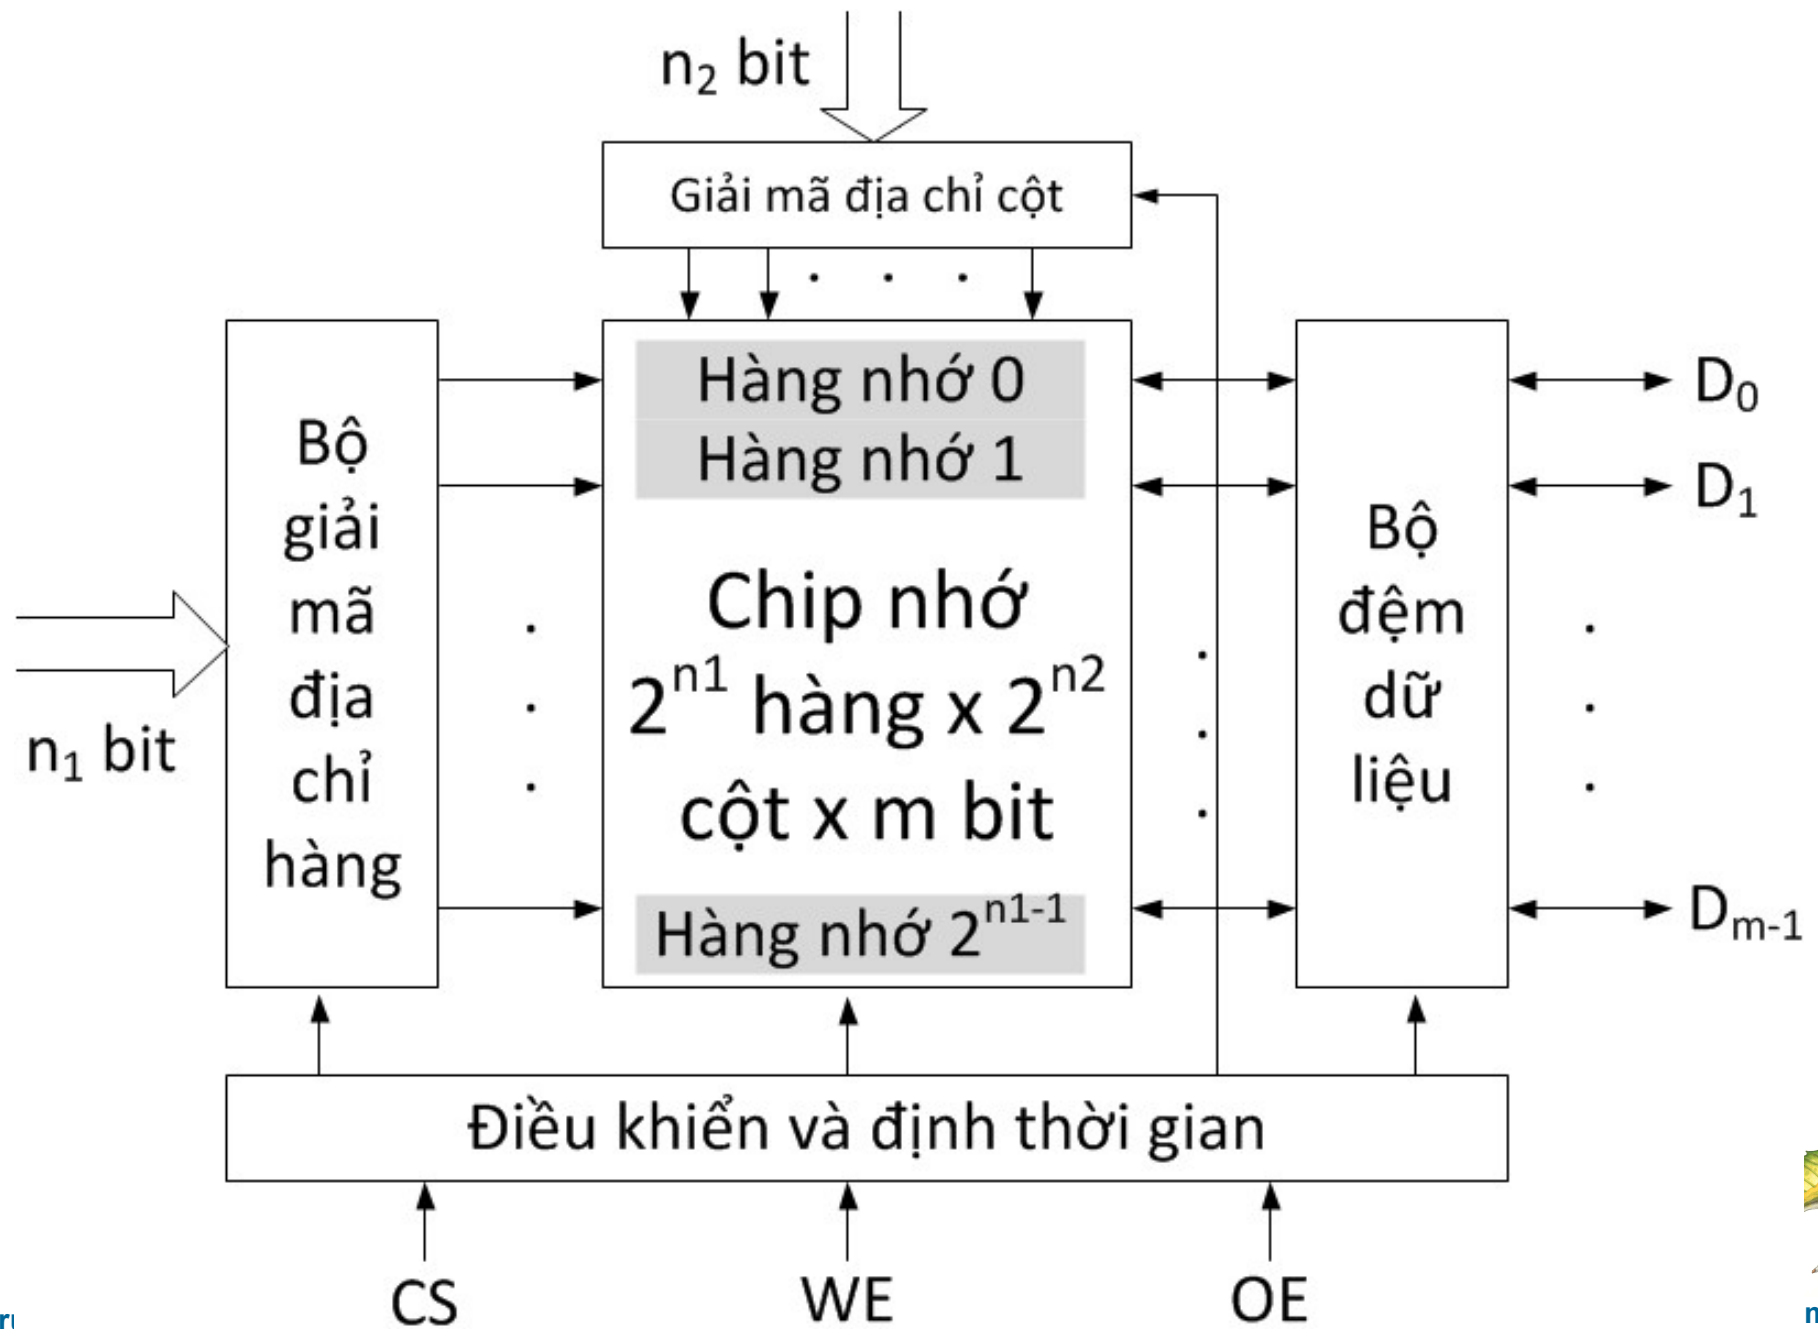 n₂ bit
Giải mã địa chỉ cột
Bộ
giải
mã
địa
chỉ
hàng
n₁ bit
Hàng nhớ 0
Hàng nhớ 1
Chip nhớ
2ⁿ¹ hàng x 2ⁿ²
cột x m bit
Hàng nhớ 2ⁿ¹⁻¹
Bộ
đệm
dữ
liệu
D₀
D₁
Dₘ₋₁
Điều khiển và định thời gian
CS
WE
OE